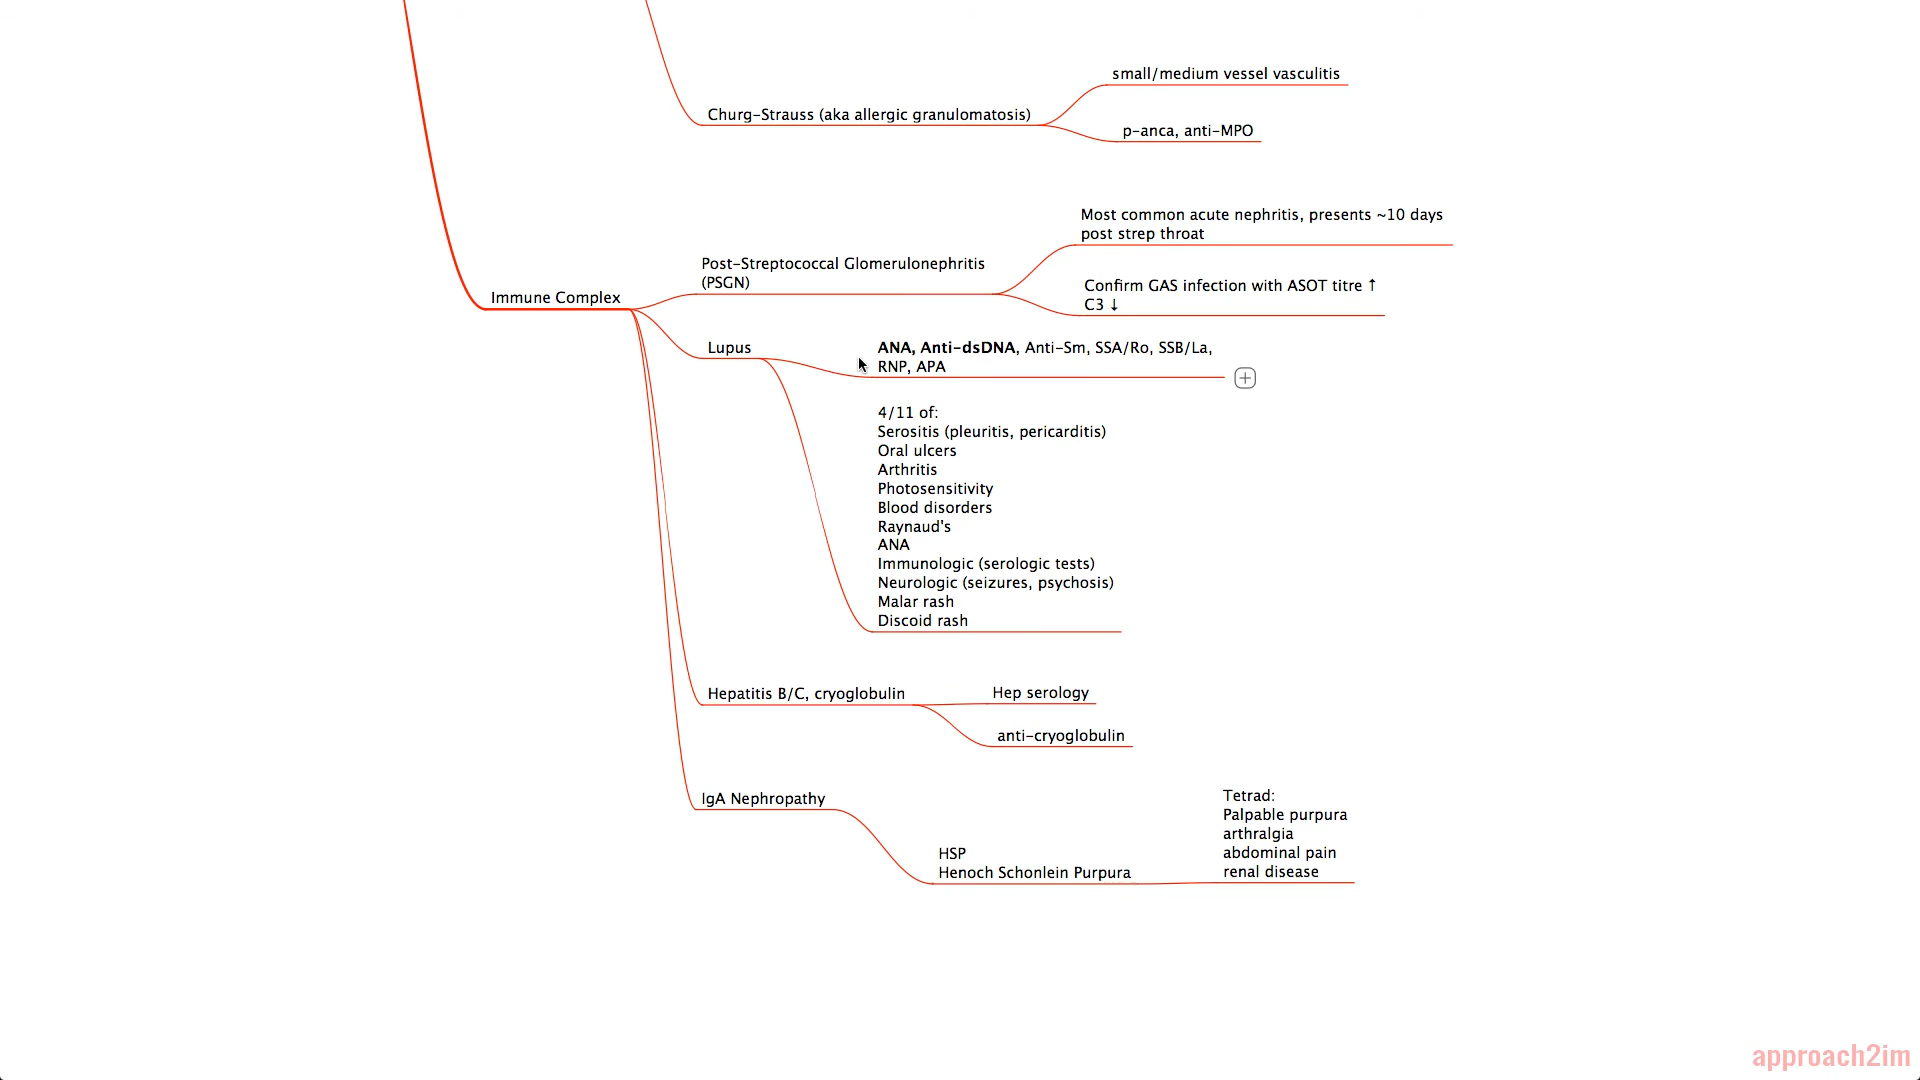 small/medium vessel vasculitis
Churg-Strauss (aka allergic granulomatosis)
p-anca, anti-MPO
Most common acute nephritis, presents ~10 days
post strep throat
Post-Streptococcal Glomerulonephritis
(PSGN)
Confirm GAS infection with ASOT titre ↑
C3 ↓
Immune Complex
Lupus
ANA, Anti-dsDNA, Anti-Sm, SSA/Ro, SSB/La,
RNP, APA
4/11 of:
Serositis (pleuritis, pericarditis)
Oral ulcers
Arthritis
Photosensitivity
Blood disorders
Raynaud's
ANA
Immunologic (serologic tests)
Neurologic (seizures, psychosis)
Malar rash
Discoid rash
Hepatitis B/C, cryoglobulin
Hep serology
anti-cryoglobulin
IgA Nephropathy
HSP
Henoch Schonlein Purpura
Tetrad:
Palpable purpura
arthralgia
abdominal pain
renal disease
approach2im